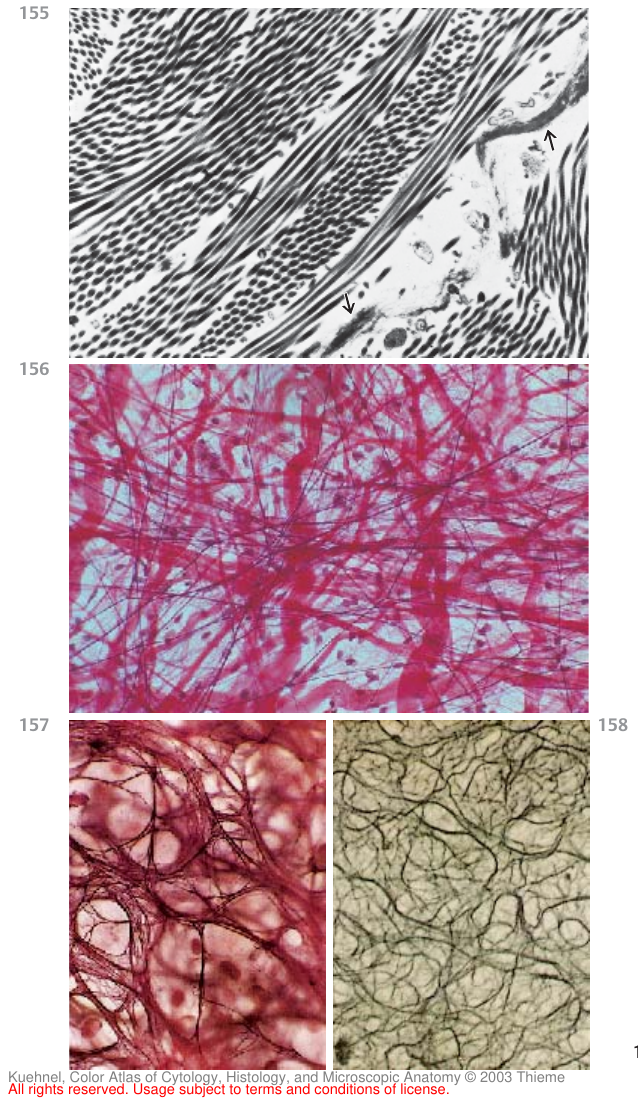 155
156
157
158
1
Kuehnel, Color Atlas of Cytology, Histology, and Microscopic Anatomy © 2003 Thieme
All rights reserved. Usage subject to terms and conditions of license.